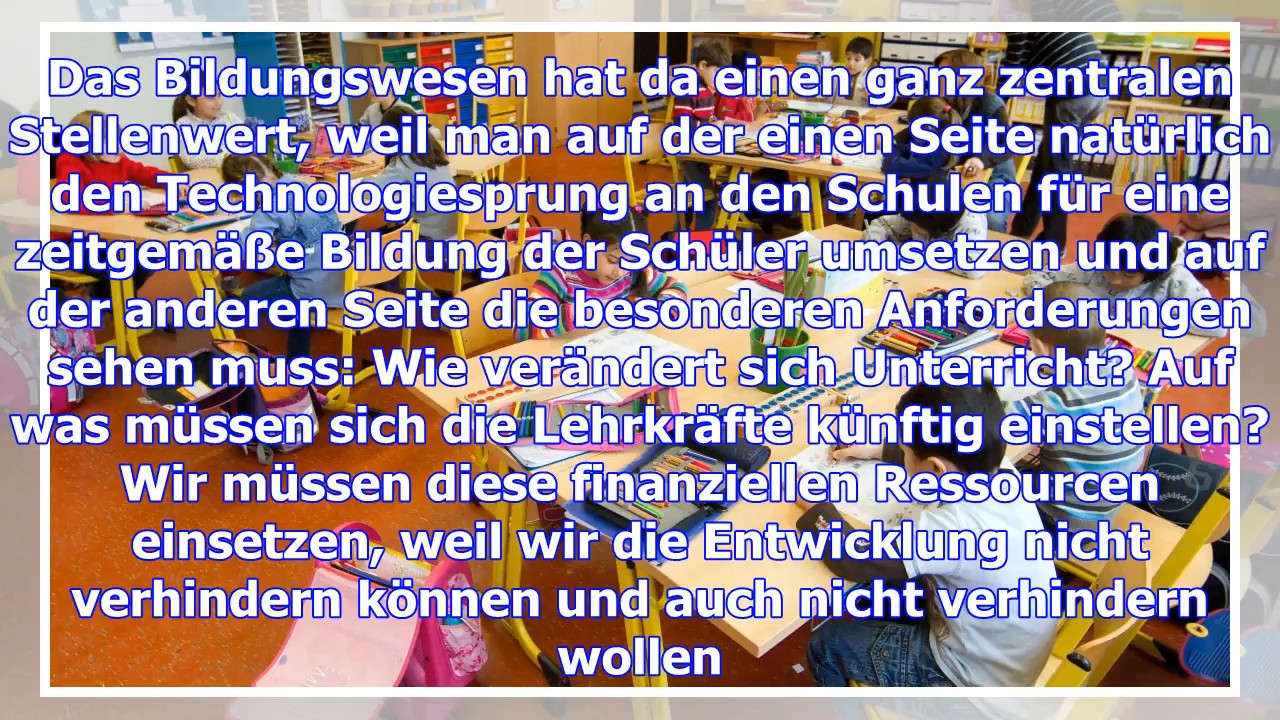 Das Bildungswesen hat da einen ganz zentralen
Stellenwert, weil man auf der einen Seite natürlich
den Technologiesprung an den Schulen für eine
zeitgemäße Bildung der Schüler umsetzen und auf
der anderen Seite die besonderen Anforderungen
sehen muss: Wie verändert sich Unterricht? Auf
was müssen sich die Lehrkräfte künftig einstellen?
Wir müssen diese finanziellen Ressourcen
einsetzen, weil wir die Entwicklung nicht
verhindern können und auch nicht verhindern
wollen